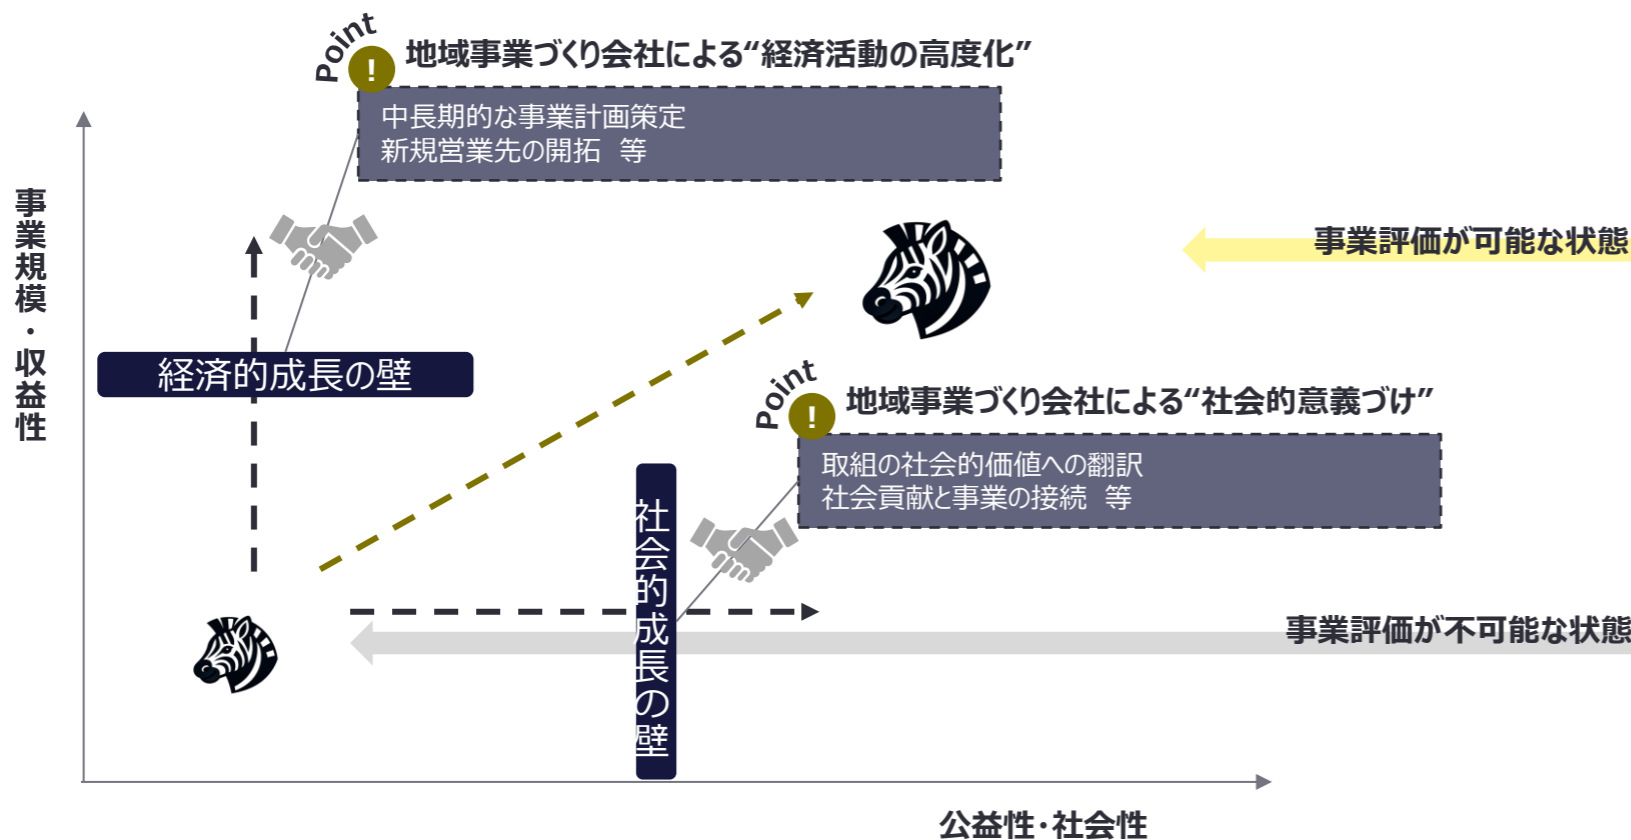 Point
!
地域事業づくり会社による“経済活動の高度化”
中長期的な事業計画策定
新規営業先の開拓 等
事業規模・収益性
事業評価が可能な状態
経済的成長の壁
Point
!
地域事業づくり会社による“社会的意義づけ”
取組の社会的価値への翻訳
社会貢献と事業の接続 等
社会的成長の壁
事業評価が不可能な状態
公益性・社会性